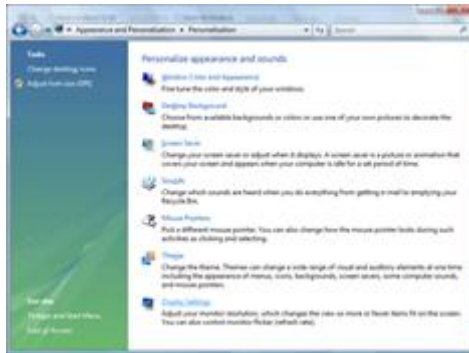 Appearance and Personalization ▸ Personalization
Search
Tasks
Change desktop icons
Adjust font size (DPI)
Personalize appearance and sounds
Window Color and Appearance
Fine tune the color and style of your windows.
Desktop Background
Choose from available backgrounds or colors or use one of your own pictures to decorate the
desktop.
Screen Saver
Change your screen saver or adjust when it displays. A screen saver is a picture or animation that
covers your screen and appears when your computer is idle for a set period of time.
Sounds
Change which sounds are heard when you do everything from getting e-mail to emptying your
Recycle Bin.
Mouse Pointers
Pick a different mouse pointer. You can also change how the mouse pointer looks during such
activities as clicking and selecting.
Theme
Change the theme. Themes can change a wide range of visual and auditory elements at one time
including the appearance of menus, icons, backgrounds, screen savers, some computer sounds,
and mouse pointers.
Display Settings
Adjust your monitor resolution, which changes the view so more or fewer items fit on the screen.
You can also control monitor flicker (refresh rate).
See also
Taskbar and Start Menu
Ease of Access